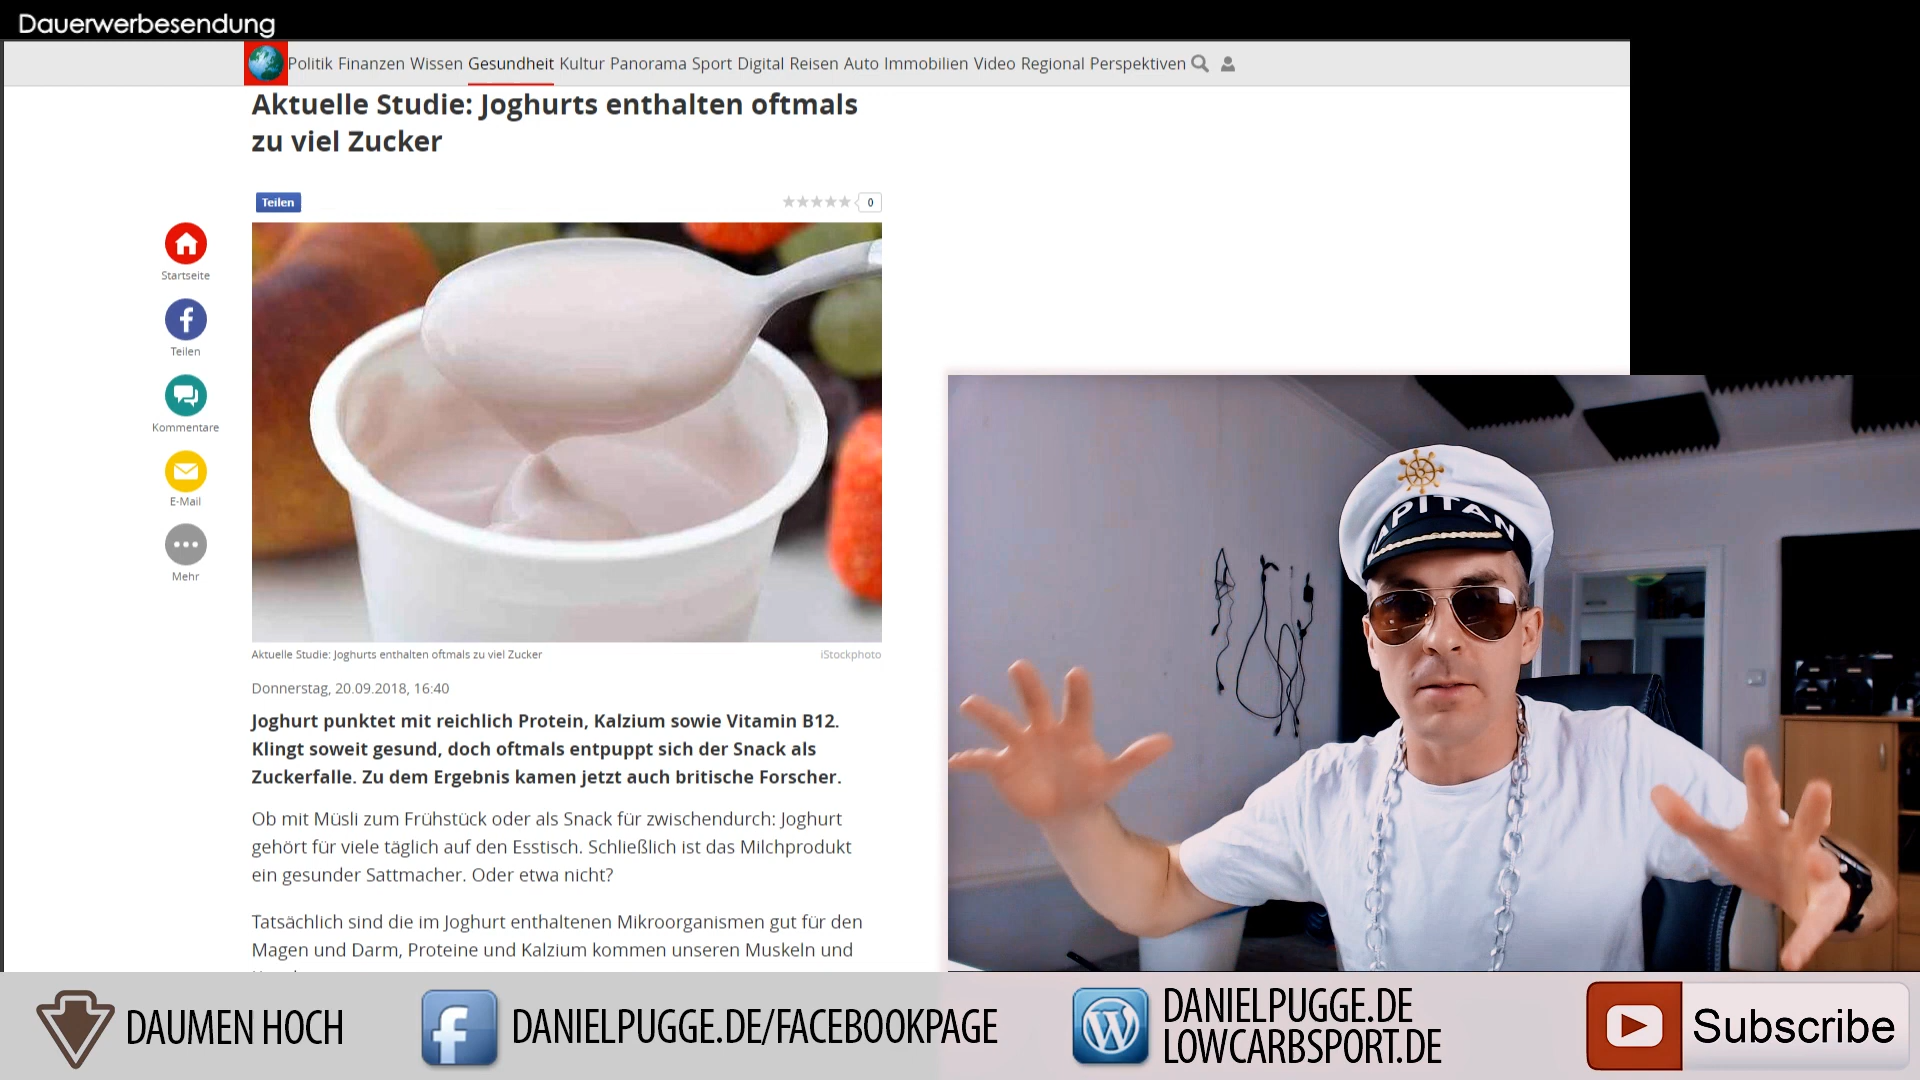 Dauerwerbesendung
Politik Finanzen Wissen Gesundheit Kultur Panorama Sport Digital Reisen Auto Immobilien Video Regional Perspektiven
Aktuelle Studie: Joghurts enthalten oftmals
zu viel Zucker
Teilen
0
Startseite
Teilen
Kommentare
E-Mail
Mehr
Aktuelle Studie: Joghurts enthalten oftmals zu viel Zucker
iStockphoto
Donnerstag, 20.09.2018, 16:40
Joghurt punktet mit reichlich Protein, Kalzium sowie Vitamin B12.
Klingt soweit gesund, doch oftmals entpuppt sich der Snack als
Zuckerfalle. Zu dem Ergebnis kamen jetzt auch britische Forscher.
Ob mit Müsli zum Frühstück oder als Snack für zwischendurch: Joghurt
gehört für viele täglich auf den Esstisch. Schließlich ist das Milchprodukt
ein gesunder Sattmacher. Oder etwa nicht?
Tatsächlich sind die im Joghurt enthaltenen Mikroorganismen gut für den
Magen und Darm, Proteine und Kalzium kommen unseren Muskeln und
KAPITAN
DAUMEN HOCH
DANIELPUGGE.DE/FACEBOOKPAGE
DANIELPUGGE.DE
LOWCARBSPORT.DE
Subscribe